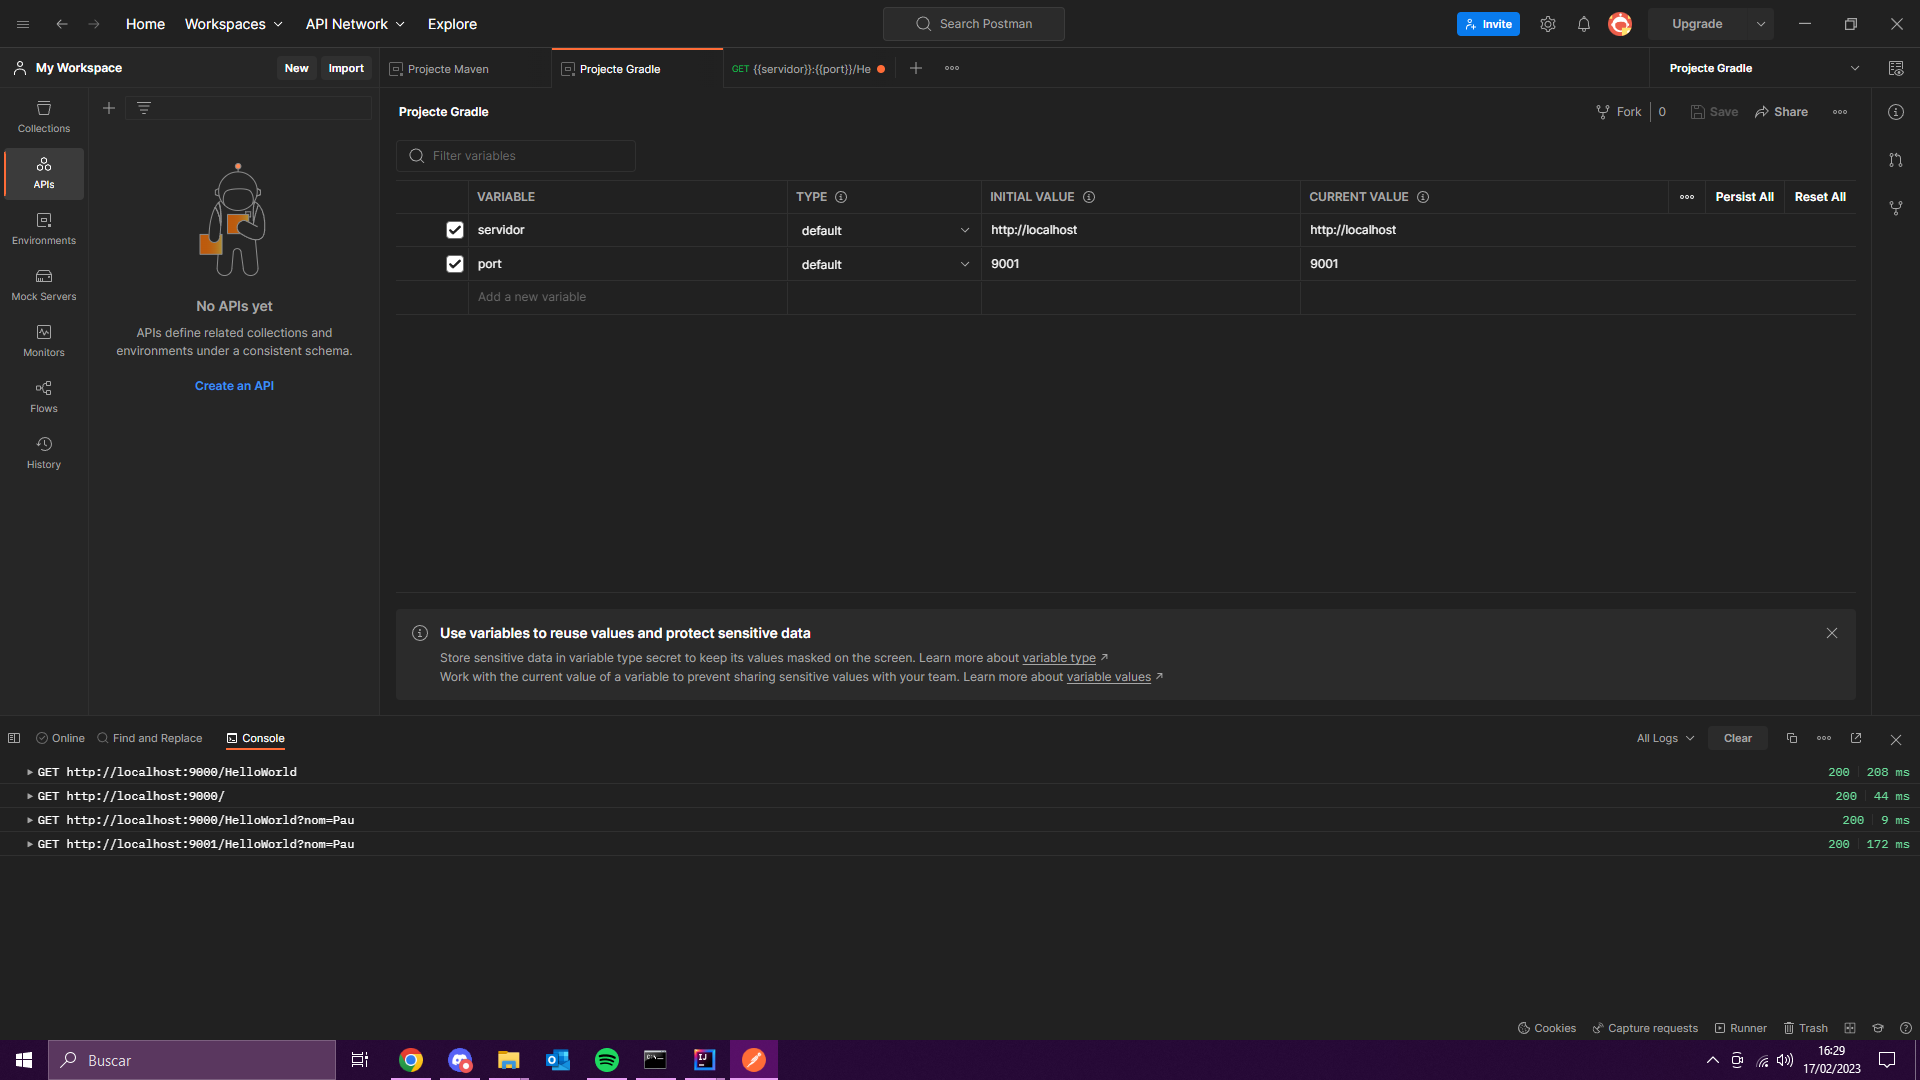 Home
Workspaces
API Network
Explore
Search Postman
Invite
Upgrade
My Workspace
New
Import
Projecte Maven
Projecte Gradle
GET {{servidor}}:{{port}}/He
Projecte Gradle
Collections
APIs
Environments
Mock Servers
Monitors
Flows
History
No APIs yet
APIs define related collections and
environments under a consistent schema.
Create an API
Projecte Gradle
Fork
0
Save
Share
Filter variables
VARIABLE
TYPE
INITIAL VALUE
CURRENT VALUE
Persist All
Reset All
servidor
default
http://localhost
http://localhost
port
default
9001
9001
Add a new variable
Use variables to reuse values and protect sensitive data
Store sensitive data in variable type secret to keep its values masked on the screen. Learn more about variable type ↗
Work with the current value of a variable to prevent sharing sensitive values with your team. Learn more about variable values ↗
Online
Find and Replace
Console
All Logs
Clear
GET http://localhost:9000/HelloWorld
200
208 ms
GET http://localhost:9000/
200
44 ms
GET http://localhost:9000/HelloWorld?nom=Pau
200
9 ms
GET http://localhost:9001/HelloWorld?nom=Pau
200
172 ms
Cookies
Capture requests
Runner
Trash
Buscar
16:29
17/02/2023